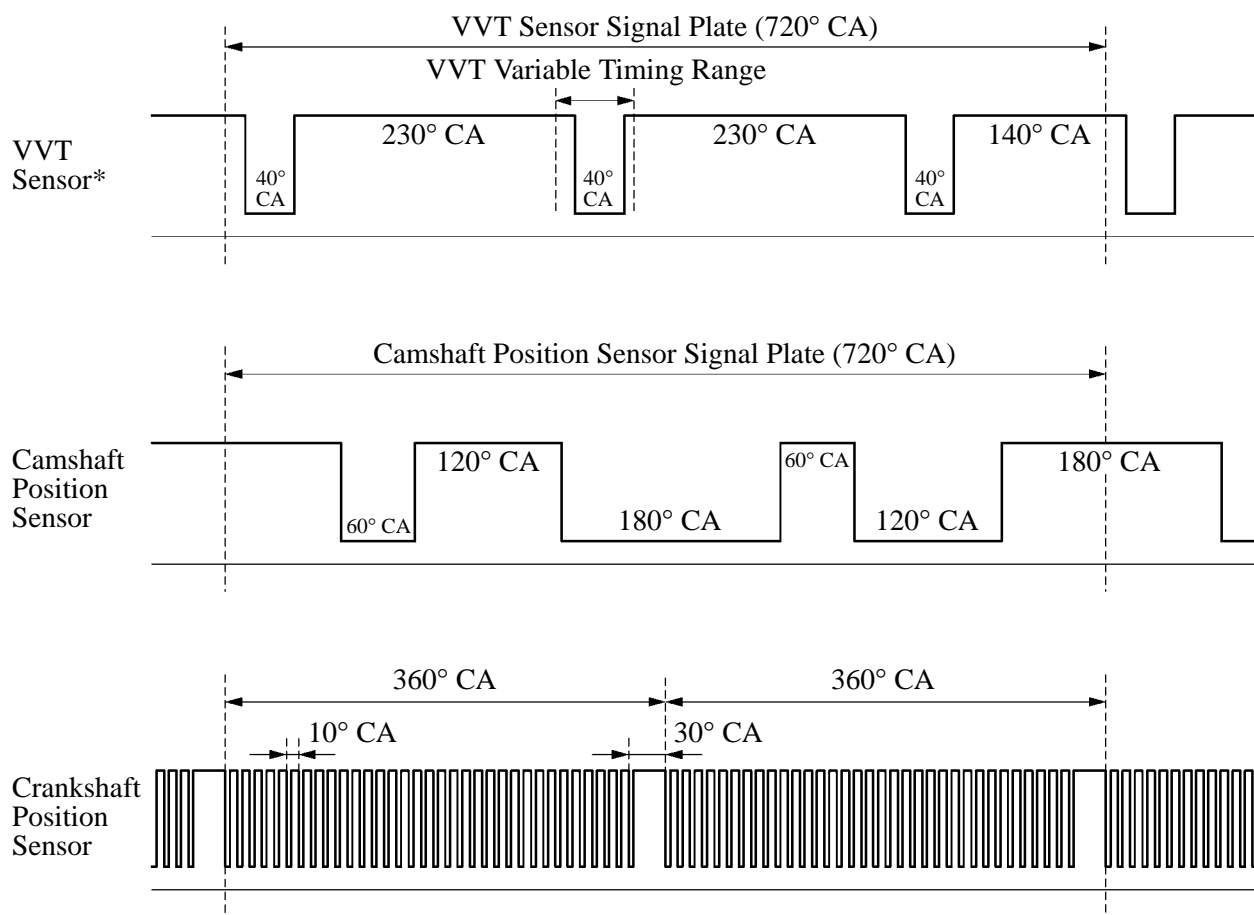 VVT Sensor Signal Plate (720° CA)
VVT Variable Timing Range
230° CA
230° CA
140° CA
VVT
Sensor*
40°
CA
40°
CA
40°
CA
Camshaft Position Sensor Signal Plate (720° CA)
Camshaft
Position
Sensor
120° CA
60° CA
180° CA
60° CA
180° CA
120° CA
360° CA
360° CA
10° CA
30° CA
Crankshaft
Position
Sensor